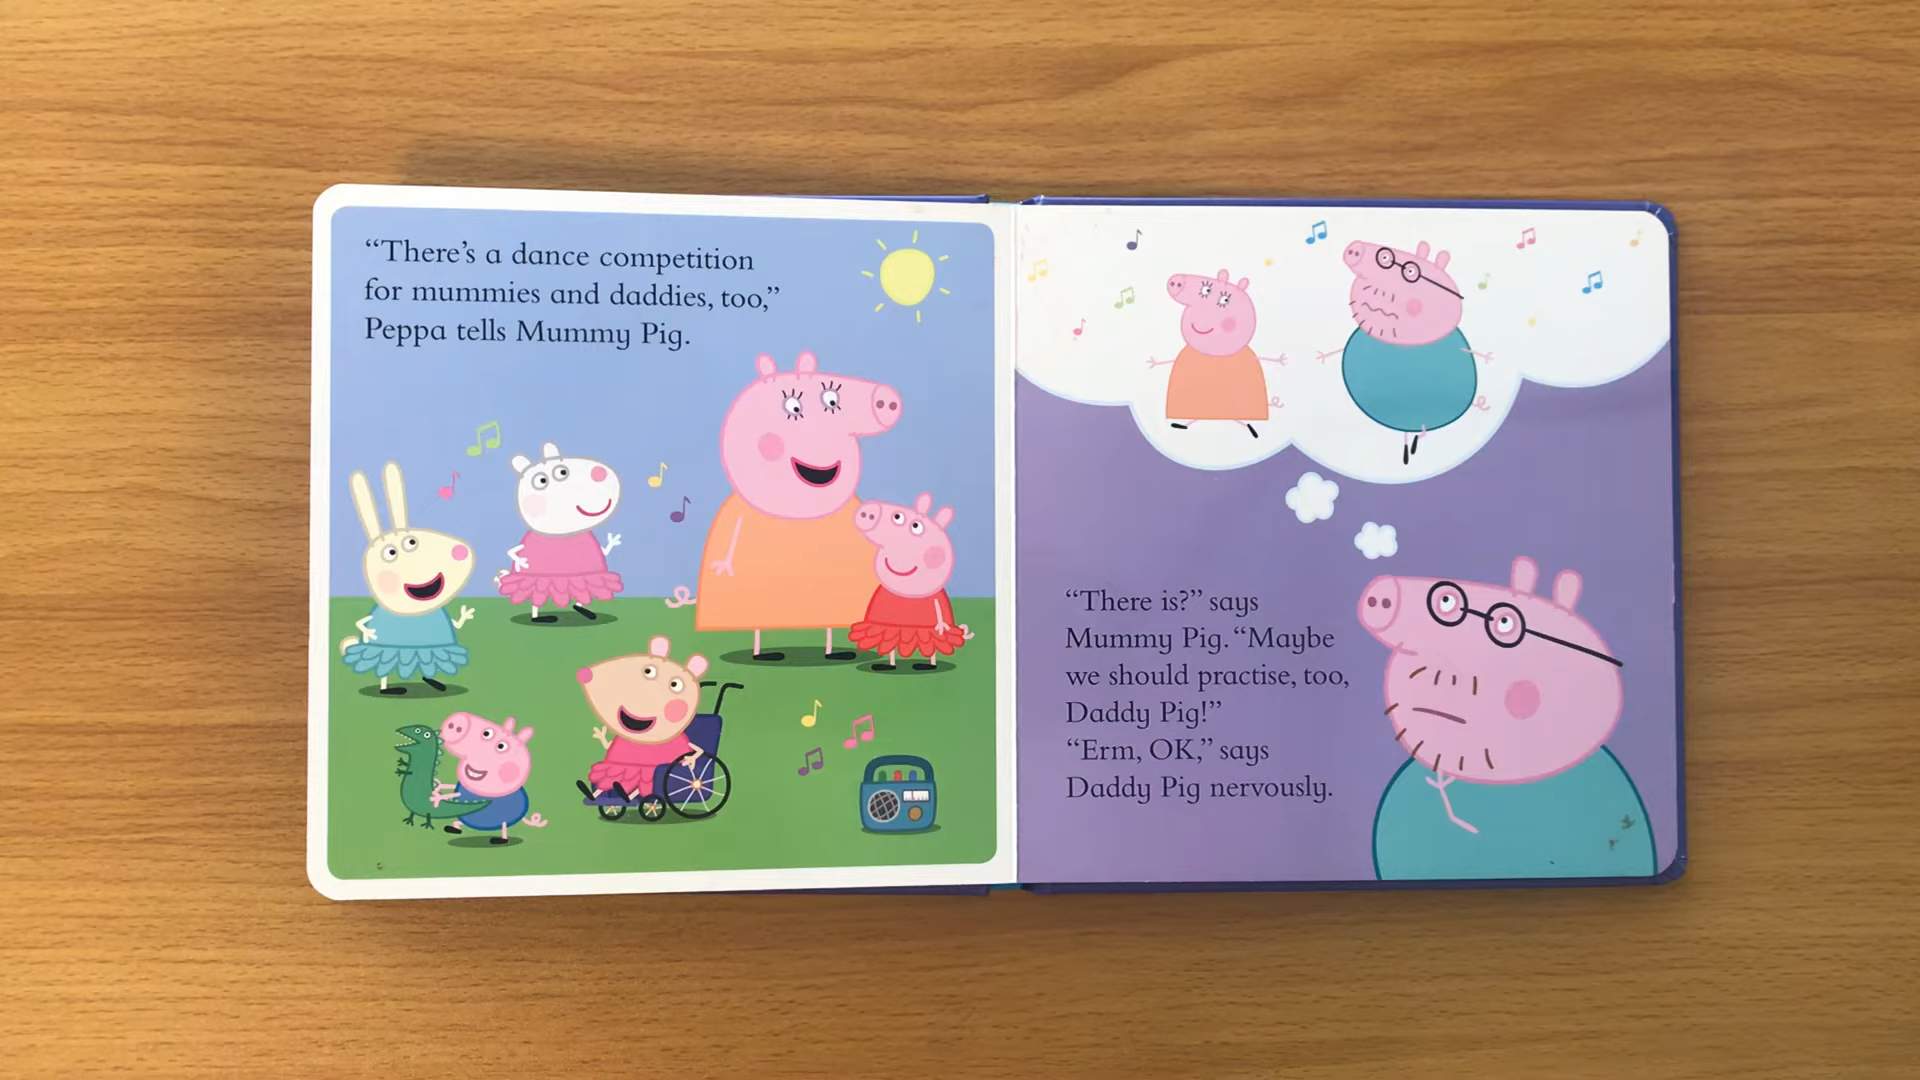 “There’s a dance competition
for mummies and daddies, too,”
Peppa tells Mummy Pig.
“There is?” says
Mummy Pig. “Maybe
we should practise, too,
Daddy Pig!”
“Erm, OK,” says
Daddy Pig nervously.